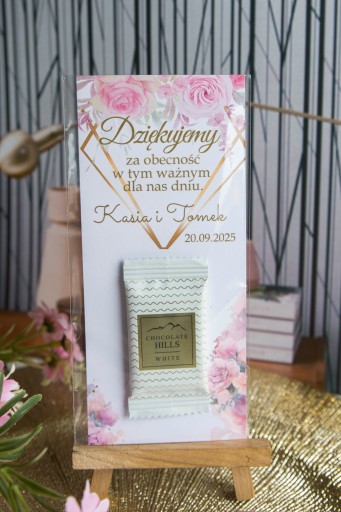 Dziękujemy
za obecność
w tym ważnym
dla nas dniu.
Kasia i Tomek
20.09.2025
CHOCOLATE
HILLS
WHITE